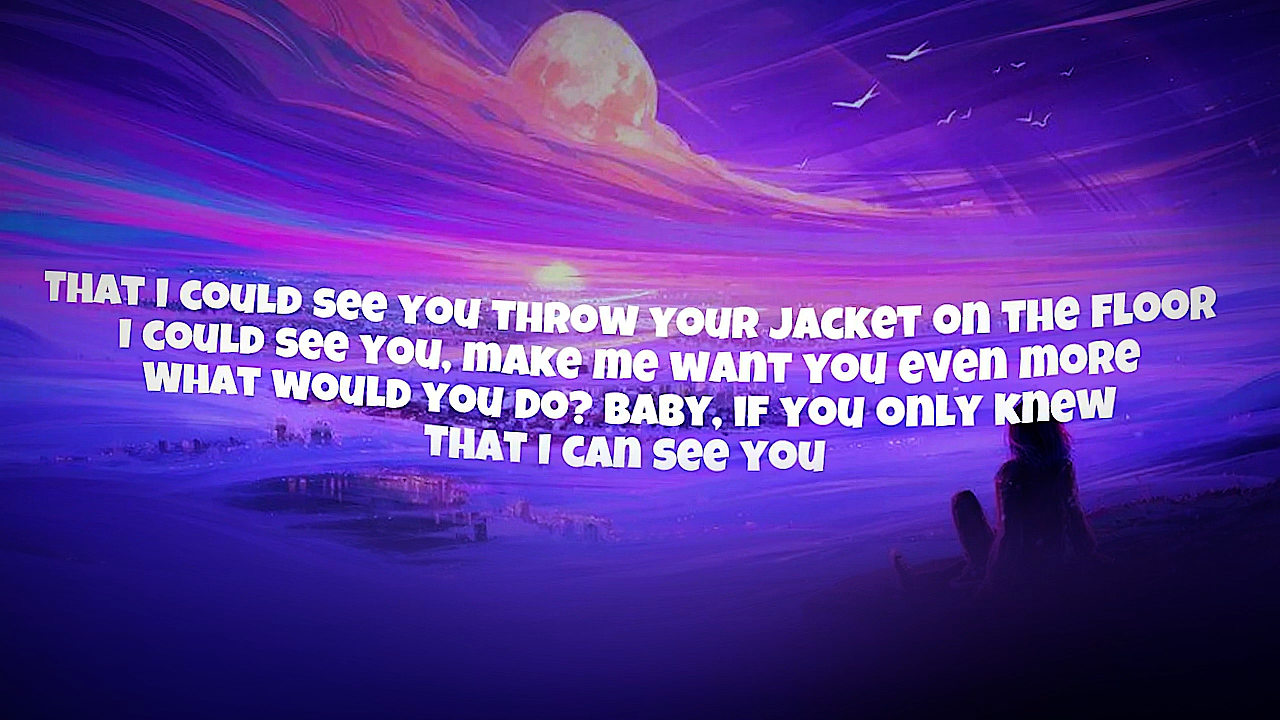 THAT I COULD SEE YOU THROW YOUR JACKET ON THE FLOOR
I COULD SEE YOU, MAKE ME WANT YOU EVEN MORE
WHAT WOULD YOU DO? BABY, IF YOU ONLY KNEW
THAT I CAN SEE YOU